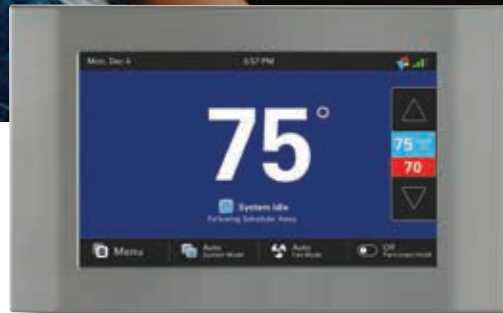 Mon, Dec 4
5:57 PM
75°
75
70
System Idle
Following Schedule: Away
Menu
Auto
System Mode
Auto
Fan Mode
Off
Permanent Hold